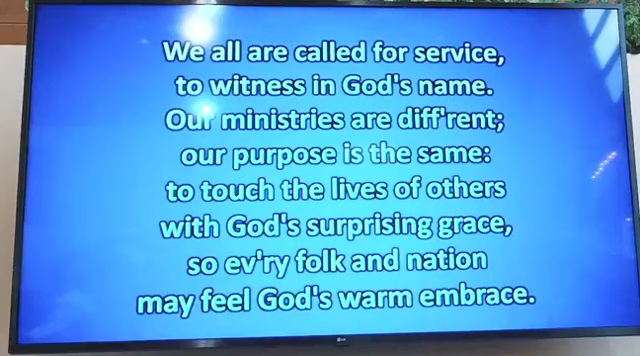 We all are called for service,
to witness in God's name.
Our ministries are diff'rent;
our purpose is the same:
to touch the lives of others
with God's surprising grace,
so ev'ry folk and nation
may feel God's warm embrace.
LG